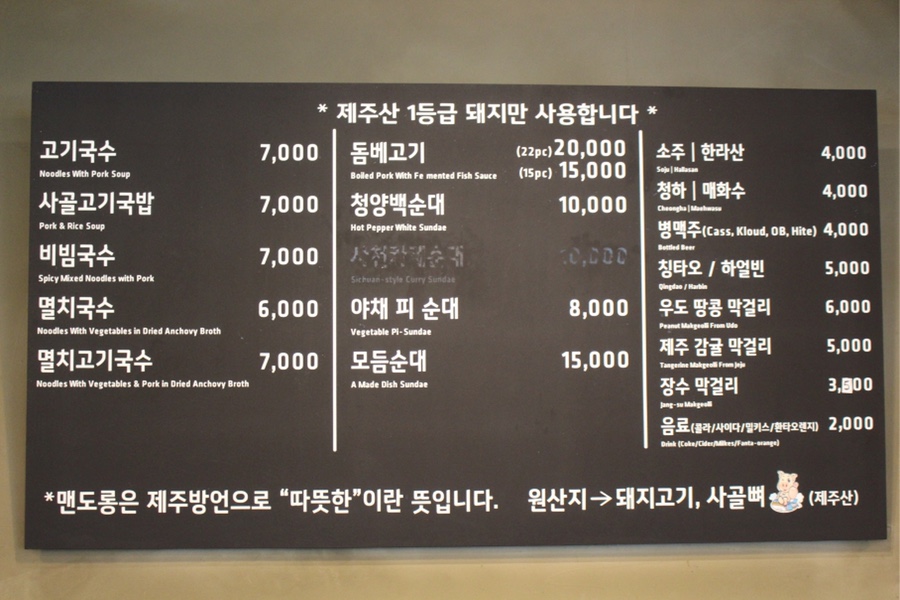 * 제주산 1등급 돼지만 사용합니다 *
고기국수 7,000
Noodles With Pork Soup
사골고기국밥 7,000
Pork & Rice Soup
비빔국수 7,000
Spicy Mixed Noodles with Pork
멸치국수 6,000
Noodles With Vegetables in Dried Anchovy Broth
멸치고기국수 7,000
Noodles With Vegetables & Pork in Dried Anchovy Broth
돔베고기 (22pc) 20,000
(15pc) 15,000
Boiled Pork With Fe mented Fish Sauce
청양백순대 10,000
Hot Pepper White Sundae
10,000
Sichuan-style Curry Sundae
야채 피 순대 8,000
Vegetable Pi-Sundae
모듬순대 15,000
A Made Dish Sundae
소주 | 한라산 4,000
Soju | Hallasan
청하 | 매화수 4,000
Cheongha | Maehwasu
병맥주(Cass, Kloud, OB, Hite) 4,000
Bottled Beer
칭타오 / 하얼빈 5,000
Qingdao / Harbin
우도 땅콩 막걸리 6,000
Peanut Makgeolli From Udo
제주 감귤 막걸리 5,000
Tangerine Makgeolli From Jeju
장수 막걸리
Jang-su Makgeolli
음료(콜라/사이다/밀키스/환타오렌지) 2,000
Drink (Coke/Cider/Milkes/Fanta-orange)
*맨도롱은 제주방언으로 “따뜻한”이란 뜻입니다. 원산지→돼지고기, 사골뼈 (제주산)